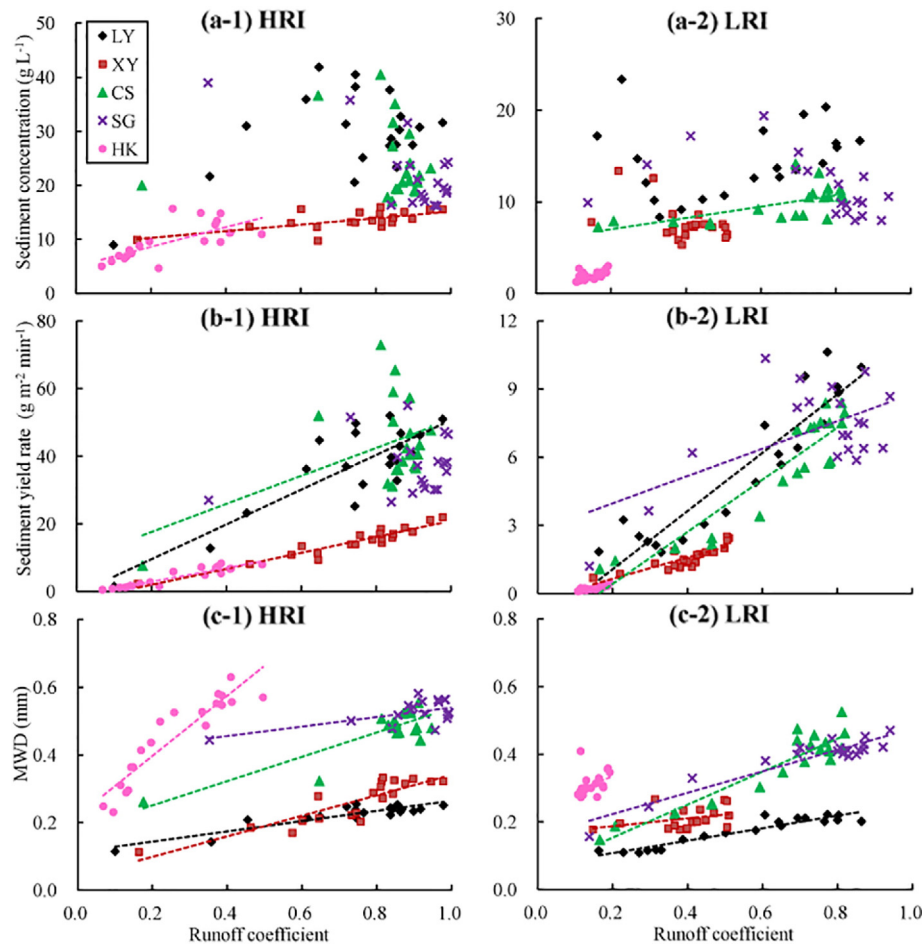 (a-1) HRI
(a-2) LRI
Sediment concentration (g L-1)
50
40
30
20
10
0
LY
XY
CS
SG
HK
30
20
10
0
(b-1) HRI
(b-2) LRI
Sediment yield rate (g m-2 min-1)
80
60
40
20
0
12
9
6
3
0
(c-1) HRI
(c-2) LRI
MWD (mm)
0.8
0.6
0.4
0.2
0.0
0.8
0.6
0.4
0.2
0.0
0.0 0.2 0.4 0.6 0.8 1.0
0.0 0.2 0.4 0.6 0.8 1.0
Runoff coefficient
Runoff coefficient